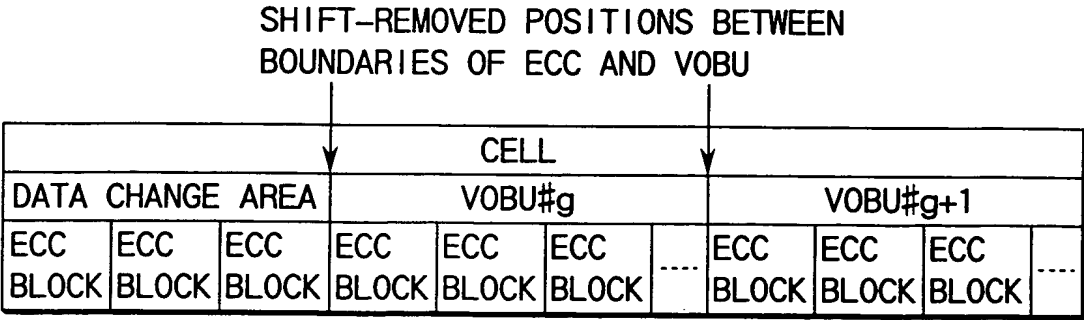 SHIFT-REMOVED POSITIONS BETWEEN
BOUNDARIES OF ECC AND VOBU
CELL
DATA CHANGE AREA VOBU#g VOBU#g+1
ECC ECC ECC ECC ECC ECC ECC ECC ECC
BLOCK BLOCK BLOCK BLOCK BLOCK BLOCK ---- BLOCK BLOCK BLOCK ----